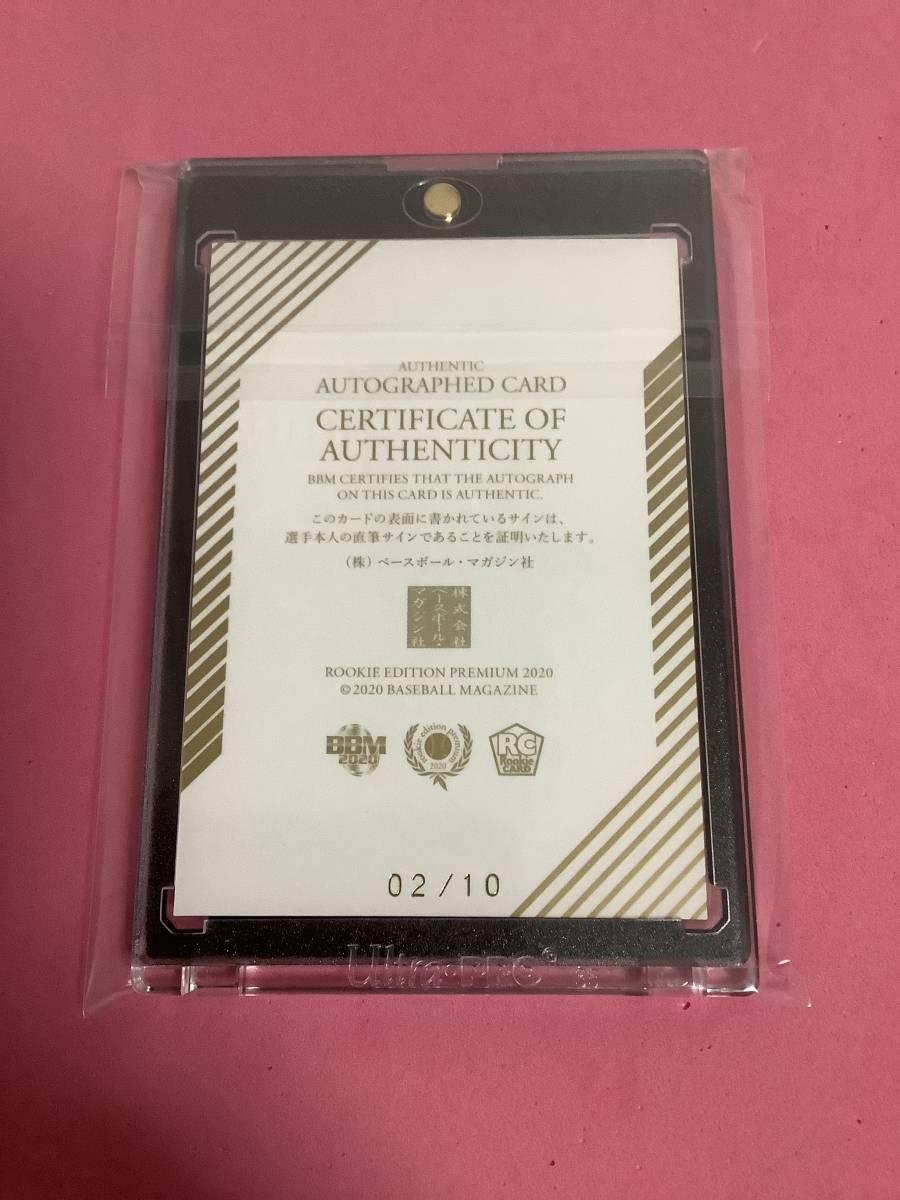 AUTHENTIC
AUTOGRAPHED CARD
CERTIFICATE OF
AUTHENTICITY
BBM CERTIFIES THAT THE AUTOGRAPH
ON THIS CARD IS AUTHENTIC.
このカードの表面に書かれているサインは、
選手本人の直筆サインであることを証明いたします。
(株)ベースボール・マガジン社
株式会社
ベースボール・
マガジン社
ROOKIE EDITION PREMIUM 2020
©2020 BASEBALL MAGAZINE
BBM
2020
Rookie edition premium
2020
RC
Rookie
CARD
02/10
Ultra·PRO®